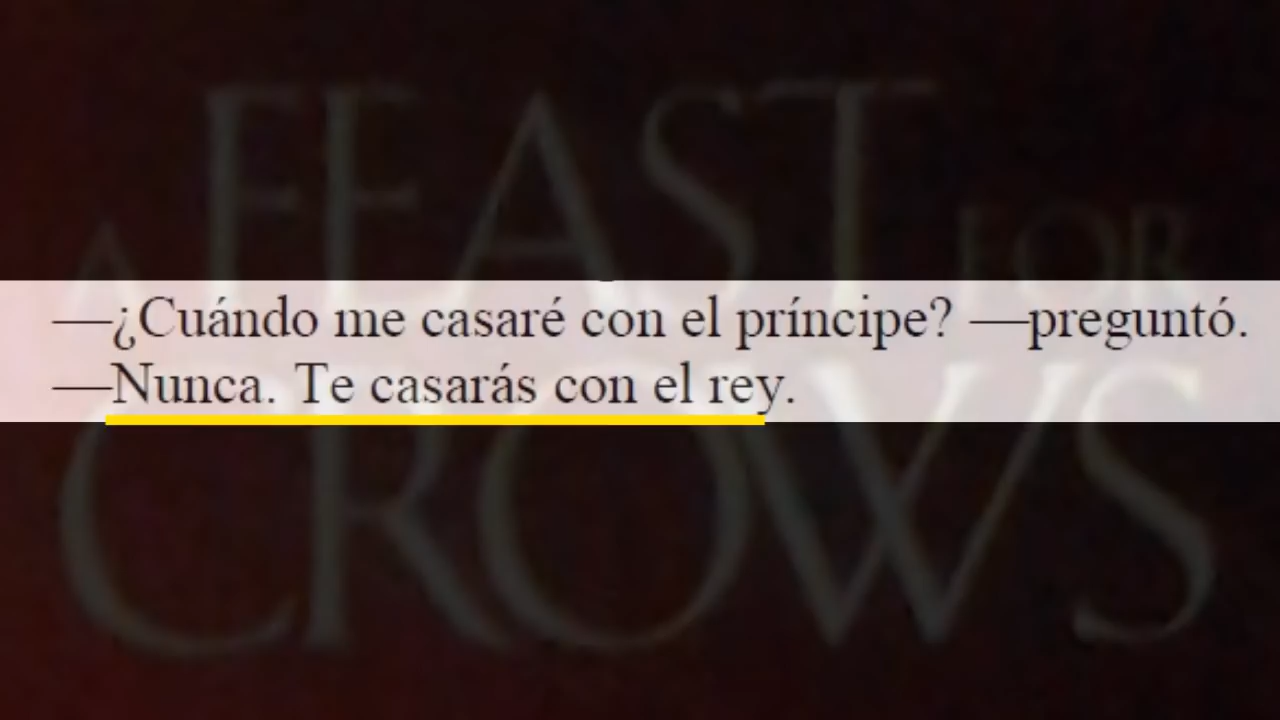 A FEAST FOR
—¿Cuándo me casaré con el príncipe? —preguntó.
—Nunca. Te casarás con el rey.
CROWS